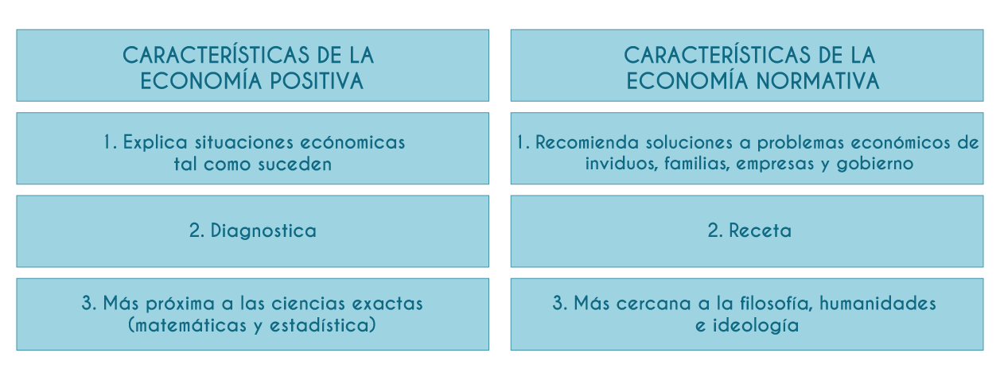 CARACTERÍSTICAS DE LA
ECONOMÍA POSITIVA
1. Explica situaciones ecónomicas
tal como suceden
2. Diagnostica
3. Más próxima a las ciencias exactas
(matemáticas y estadística)
CARACTERÍSTICAS DE LA
ECONOMÍA NORMATIVA
1. Recomienda soluciones a problemas económicos de
inviduos, familias, empresas y gobierno
2. Receta
3. Más cercana a la filosofía, humanidades
e ideología